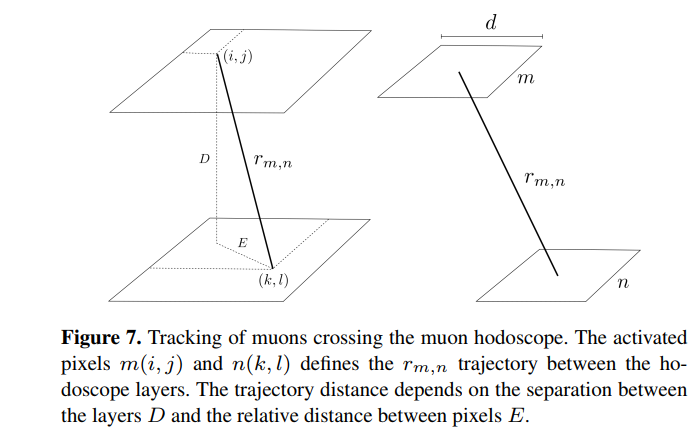 d
(i, j)
m
D
r_{m,n}
r_{m,n}
E
(k, l)
n
Figure 7. Tracking of muons crossing the muon hodoscope. The activated
pixels m(i, j) and n(k, l) defines the r_{m,n} trajectory between the ho-
doscope layers. The trajectory distance depends on the separation between
the layers D and the relative distance between pixels E.